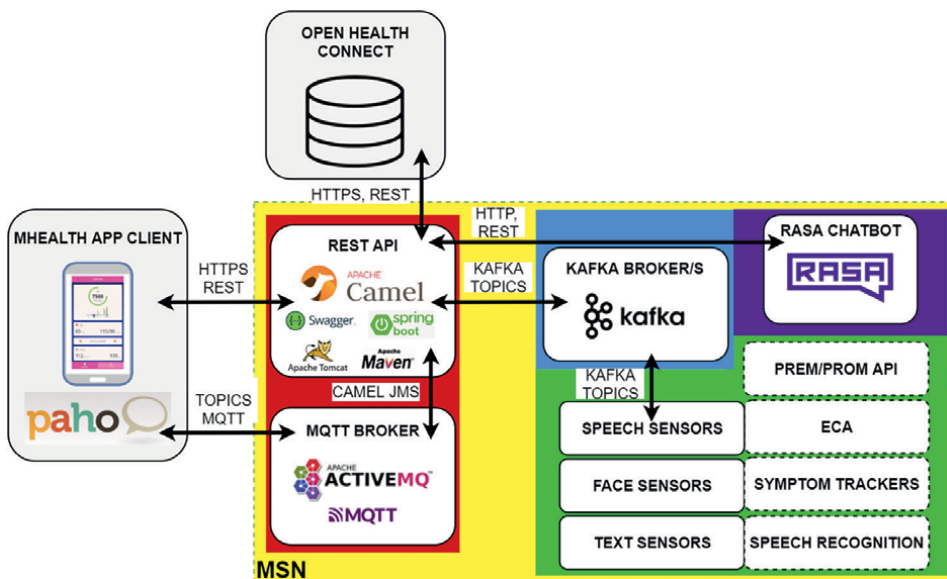 OPEN HEALTH
CONNECT
HTTPS, REST
MHEALTH APP CLIENT
HTTPS
REST
paho
TOPICS
MQTT
REST API
APACHE
Camel
Swagger
spring
boot
Apache Tomcat
Apache
Maven
CAMEL JMS
MQTT BROKER
APACHE
ACTIVEMQ™
MQTT
HTTP,
REST
KAFKA
TOPICS
KAFKA BROKER/S
kafka
RASA CHATBOT
RASA
KAFKA
TOPICS
SPEECH SENSORS
FACE SENSORS
TEXT SENSORS
PREM/PROM API
ECA
SYMPTOM TRACKERS
SPEECH RECOGNITION
MSN